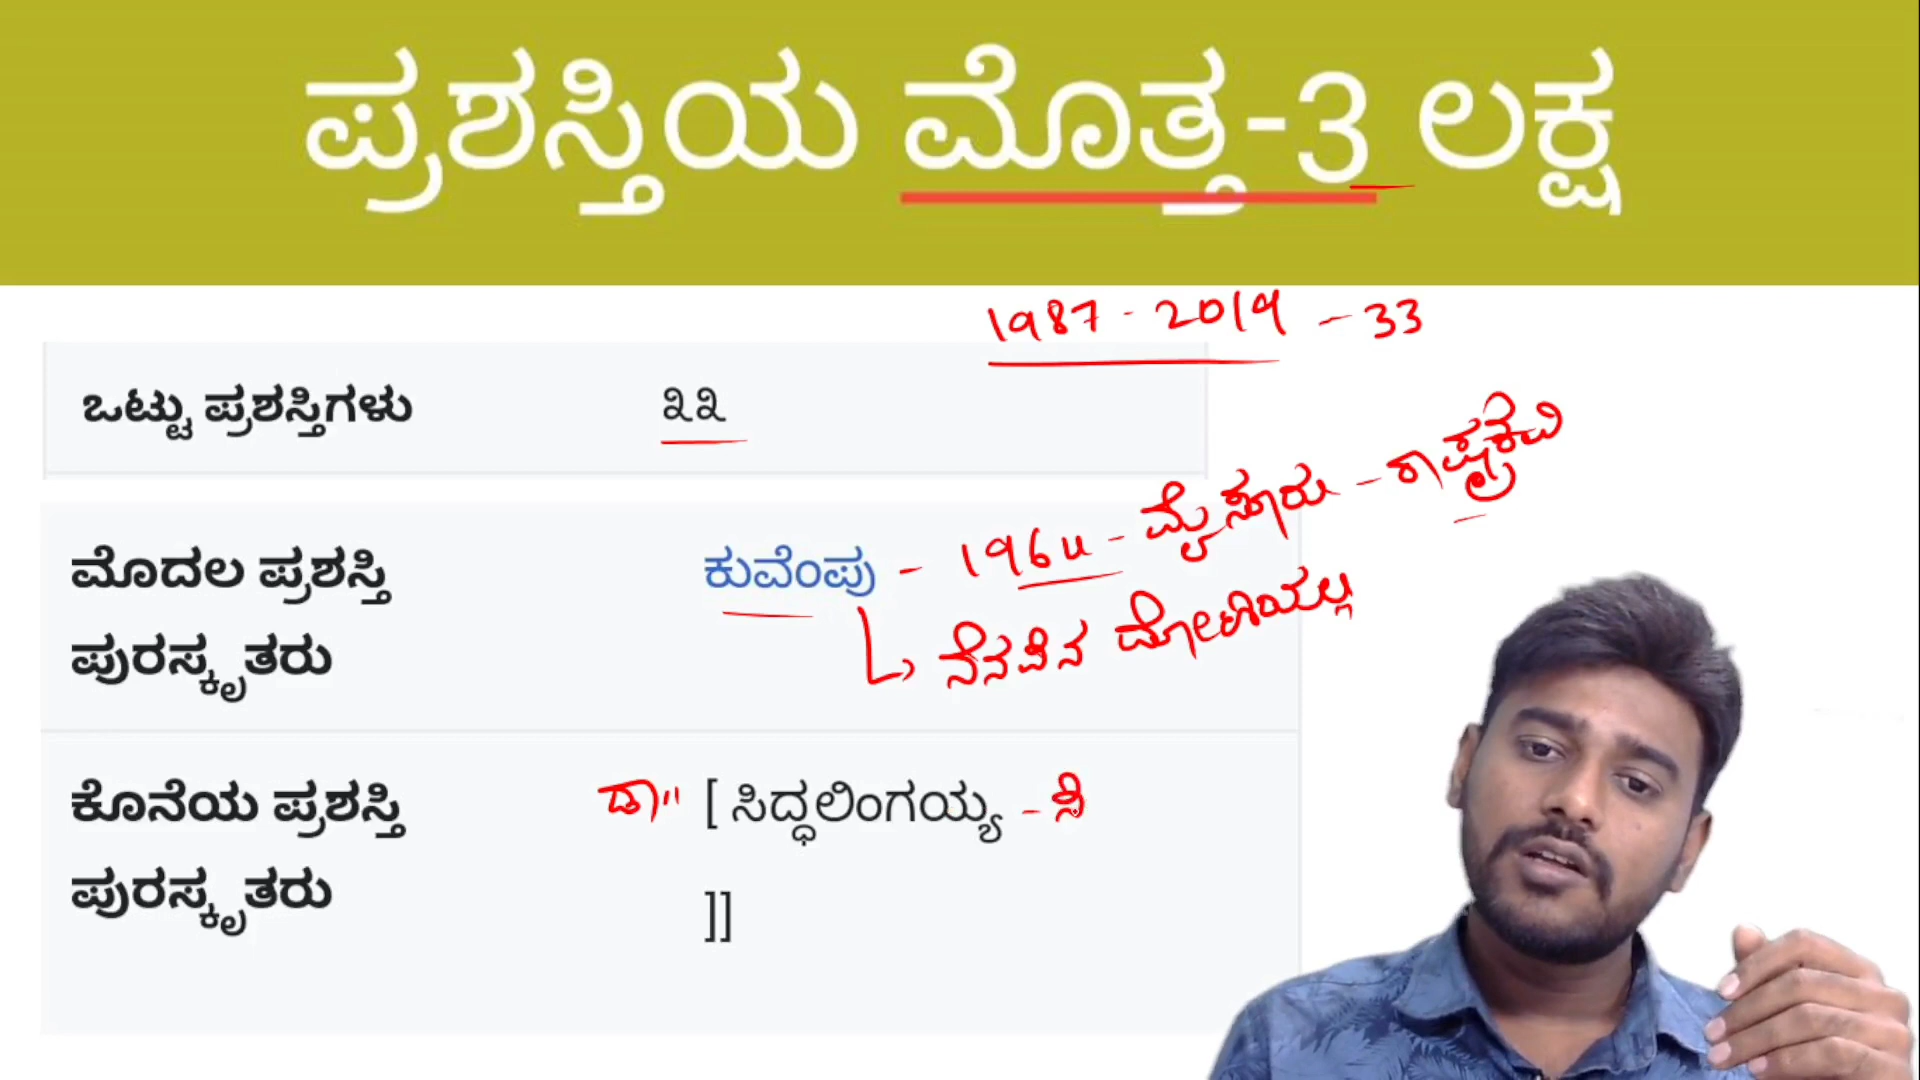 ಪ್ರಶಸ್ತಿಯ ಮೊತ್ತ-3 ಲಕ್ಷ
1987 - 2019 - 33
ಒಟ್ಟು ಪ್ರಶಸ್ತಿಗಳು ೩೩
ಮೊದಲ ಪ್ರಶಸ್ತಿ ಕುವೆಂಪು - 1964 - ಮೈಸೂರು - ರಾಷ್ಟ್ರಕವಿ
ಪುರಸ್ಕೃತರು ನೆನಪಿನ ದೋಣಿಯಲ್ಲಿ
ಕೊನೆಯ ಪ್ರಶಸ್ತಿ ಡಾ" [ ಸಿದ್ಧಲಿಂಗಯ್ಯ - ಸಿ
ಪುರಸ್ಕೃತರು ]]